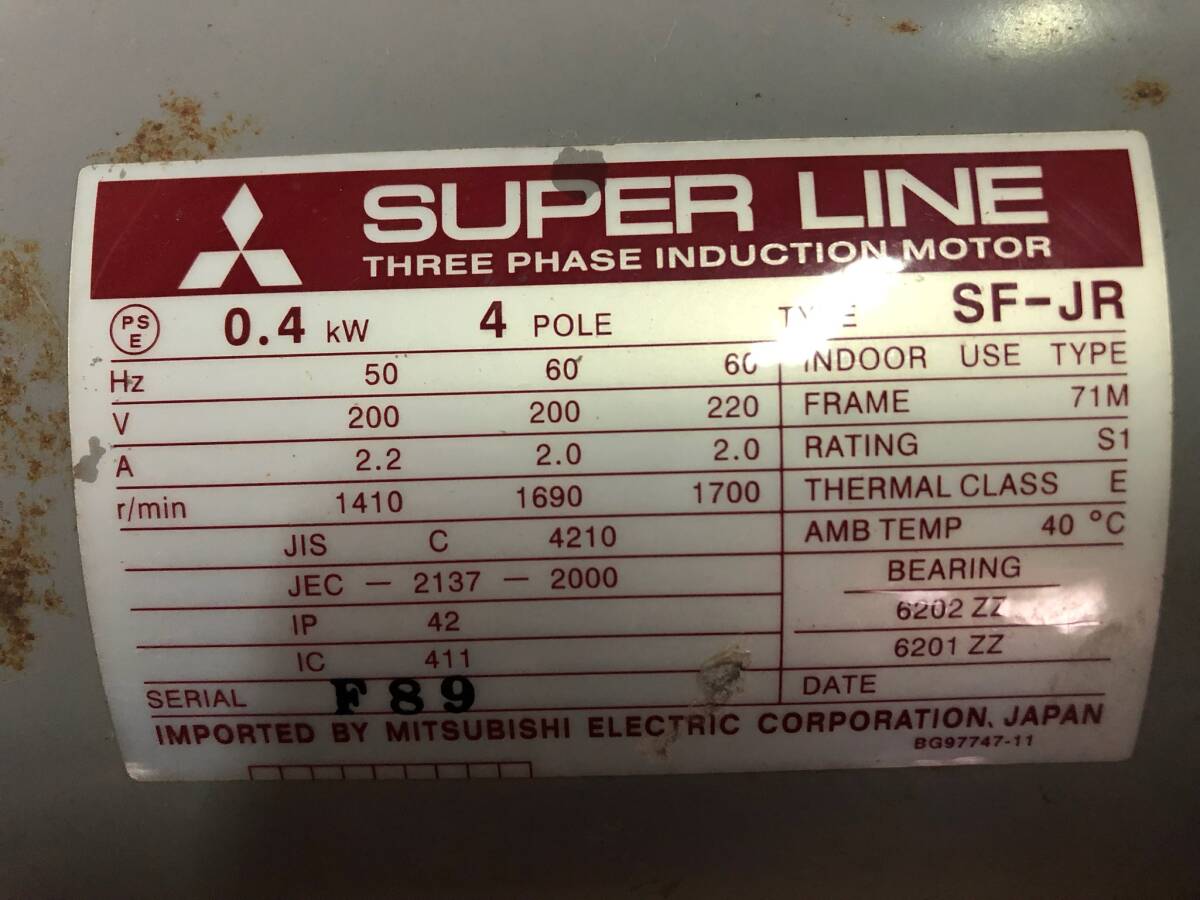 SUPER LINE
THREE PHASE INDUCTION MOTOR
PS E 0.4 kW 4 POLE TYPE SF-JR
Hz 50 60 60 INDOOR USE TYPE
V 200 200 220 FRAME 71M
A 2.2 2.0 2.0 RATING S1
r/min 1410 1690 1700 THERMAL CLASS E
JIS C 4210 AMB TEMP 40 °C
JEC - 2137 - 2000 BEARING
IP 42 6202 ZZ
IC 411 6201 ZZ
SERIAL F89 DATE
IMPORTED BY MITSUBISHI ELECTRIC CORPORATION. JAPAN
BG97747-11